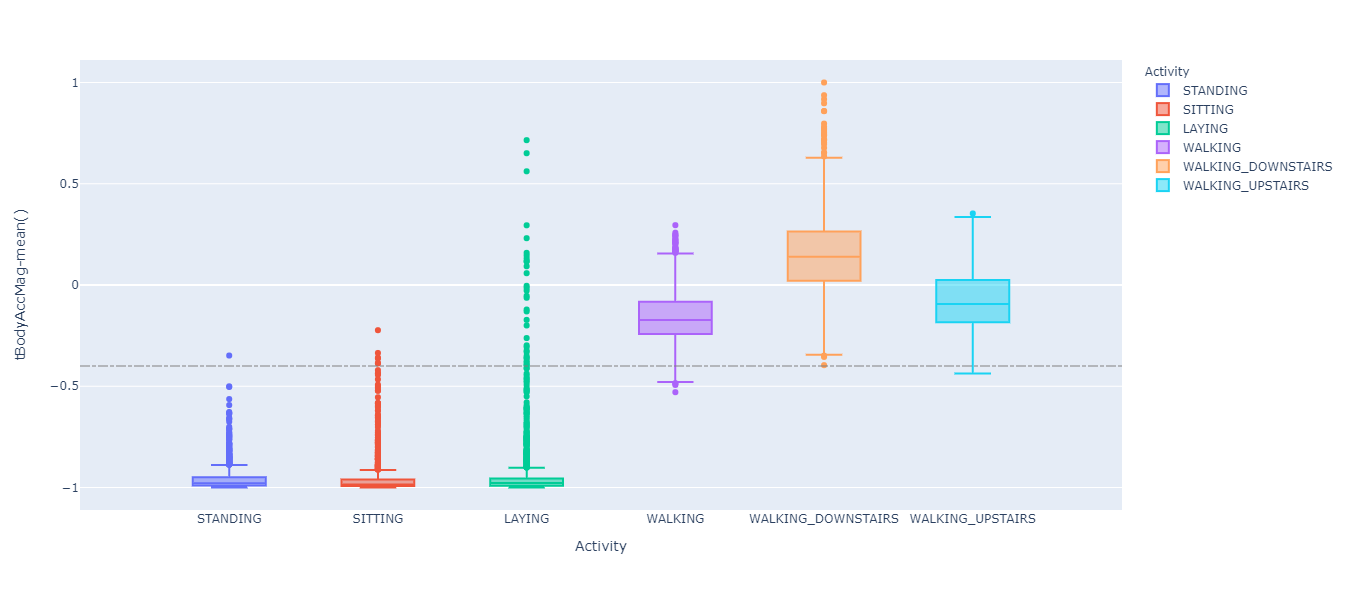 1
0.5
0
−0.5
−1
tBodyAccMag-mean()
STANDING SITTING LAYING WALKING WALKING_DOWNSTAIRS WALKING_UPSTAIRS
Activity
Activity
STANDING
SITTING
LAYING
WALKING
WALKING_DOWNSTAIRS
WALKING_UPSTAIRS